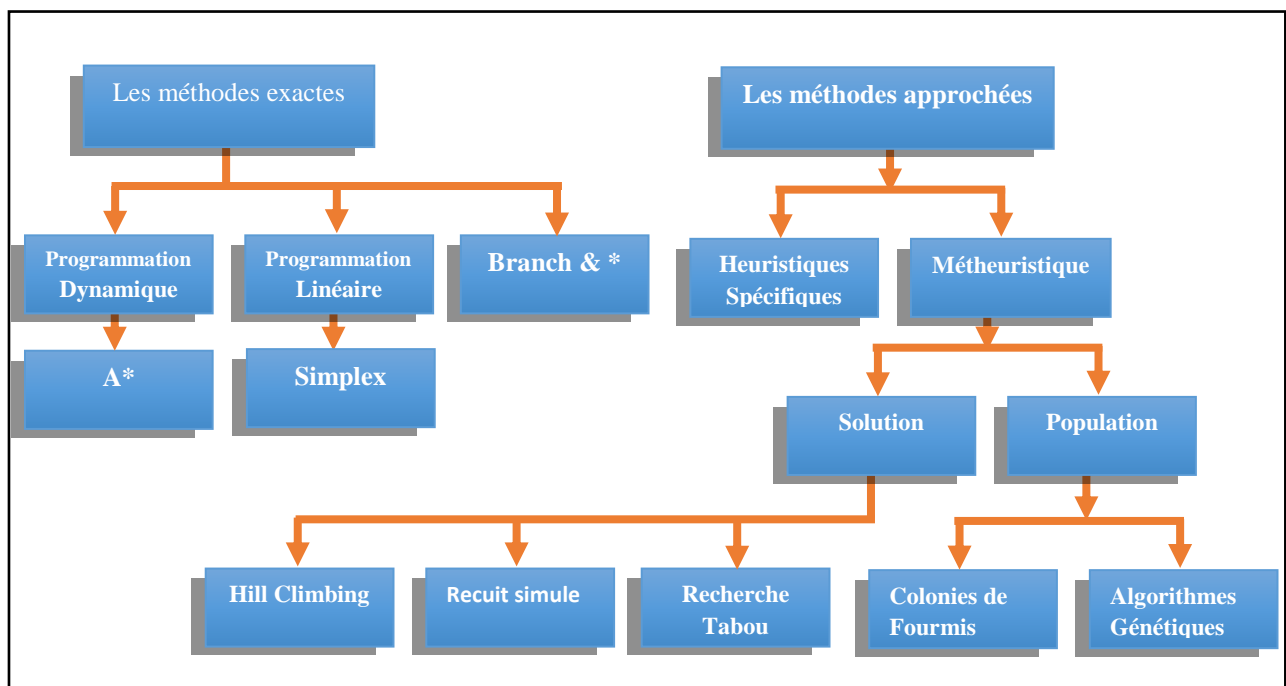 Les méthodes exactes
Les méthodes approchées
Programmation
Dynamique
Programmation
Linéaire
Branch & *
Heuristiques
Spécifiques
Métheuristique
A*
Simplex
Solution
Population
Hill Climbing
Recuit simule
Recherche
Tabou
Colonies de
Fourmis
Algorithmes
Génétiques